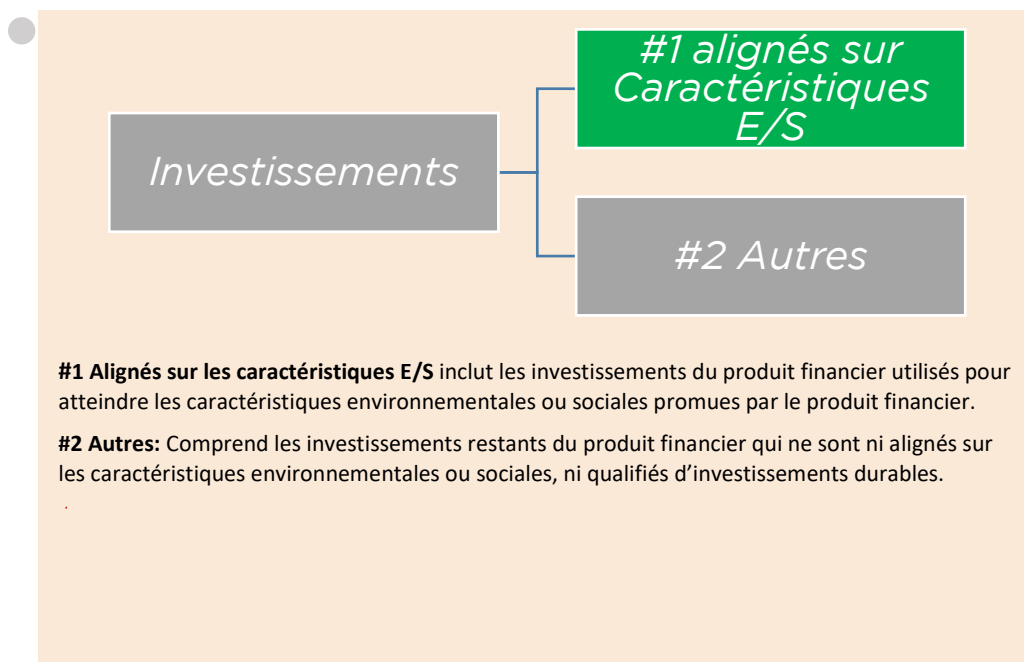 #1 alignés sur
Caractéristiques
E/S
Investissements
#2 Autres
#1 Alignés sur les caractéristiques E/S inclut les investissements du produit financier utilisés pour
atteindre les caractéristiques environnementales ou sociales promues par le produit financier.
#2 Autres: Comprend les investissements restants du produit financier qui ne sont ni alignés sur
les caractéristiques environnementales ou sociales, ni qualifiés d’investissements durables.